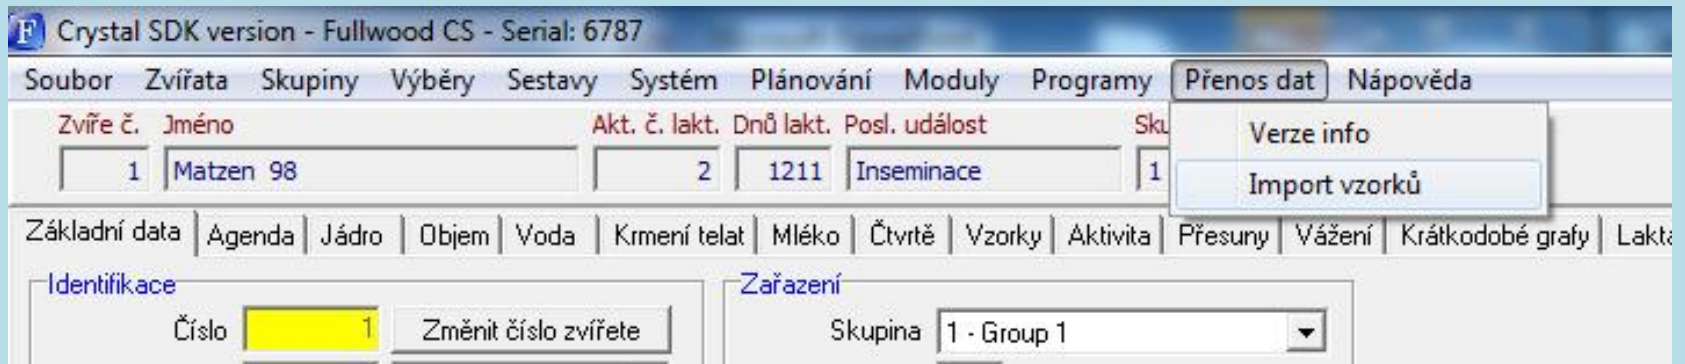 F Crystal SDK version - Fullwood CS - Serial: 6787
Soubor Zvířata Skupiny Výběry Sestavy Systém Plánování Moduly Programy Přenos dat Nápověda
Zvíře č. Jméno Akt. č. lakt. Dnů lakt. Posl. událost Sku
Verze info
1 Matzen 98 2 1211 Inseminace 1
Import vzorků
Základní data Agenda Jádro Objem Voda Krmení telat Mléko Čtvrtě Vzorky Aktivita Přesuny Vážení Krátkodobé grafy Lakta
Identifikace Zařazení
Číslo 1 Změnit číslo zvířete Skupina 1 - Group 1